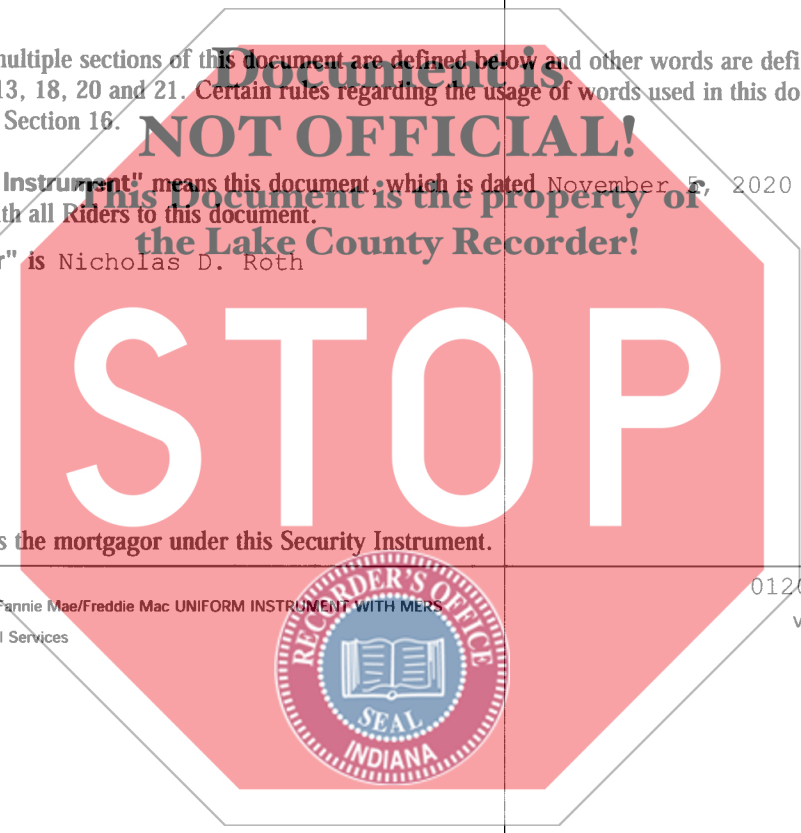 multiple sections of this document are defined below and other words are defi
Document is
13, 18, 20 and 21. Certain rules regarding the usage of words used in this do
Section 16.
NOT OFFICIAL!
Instrument" means this document, which is dated November 5, 2020
This Document is the property of
th all Riders to this document.
the Lake County Recorder!
r" is Nicholas D. Roth
STOP
s the mortgagor under this Security Instrument.
Fannie Mae/Freddie Mac UNIFORM INSTRUMENT WITH MERS
0120
l Services
RECORDER'S OFFICE
SEAL
INDIANA